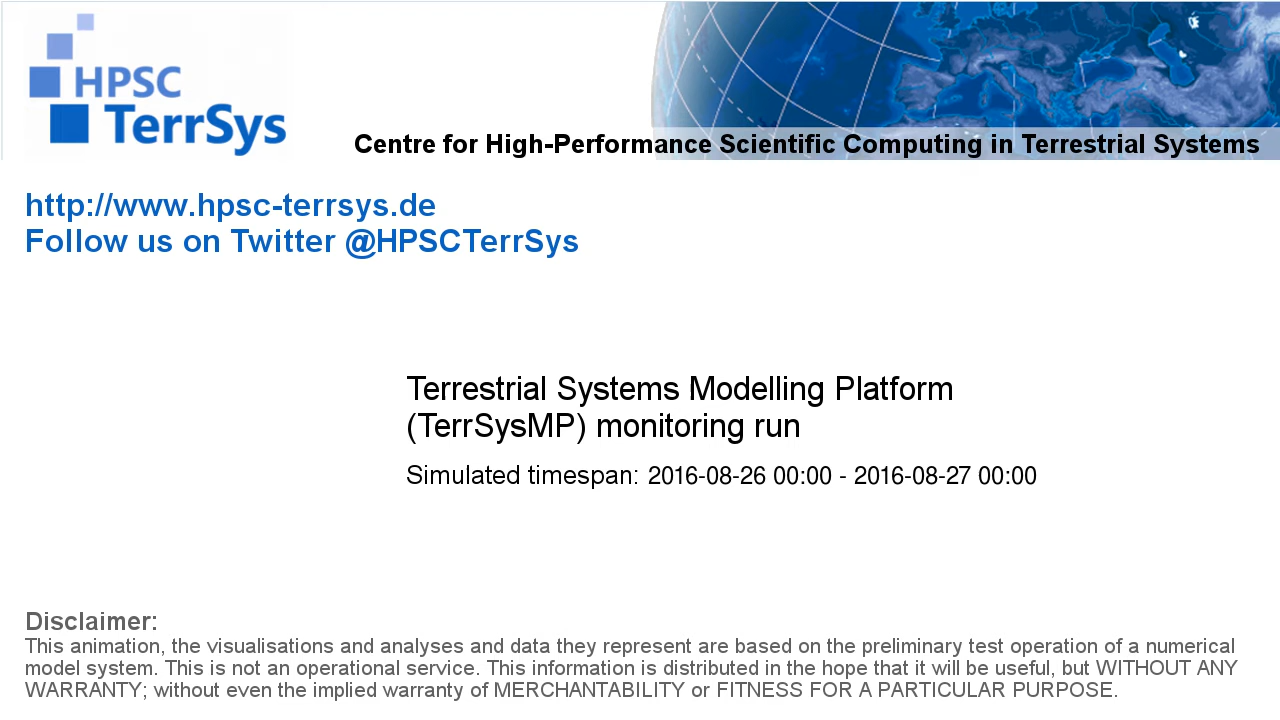 HPSC
TerrSys
Centre for High-Performance Scientific Computing in Terrestrial Systems
http://www.hpsc-terrsys.de
Follow us on Twitter @HPSCTerrSys
Terrestrial Systems Modelling Platform
(TerrSysMP) monitoring run
Simulated timespan: 2016-08-26 00:00 - 2016-08-27 00:00
Disclaimer:
This animation, the visualisations and analyses and data they represent are based on the preliminary test operation of a numerical
model system. This is not an operational service. This information is distributed in the hope that it will be useful, but WITHOUT ANY
WARRANTY; without even the implied warranty of MERCHANTABILITY or FITNESS FOR A PARTICULAR PURPOSE.